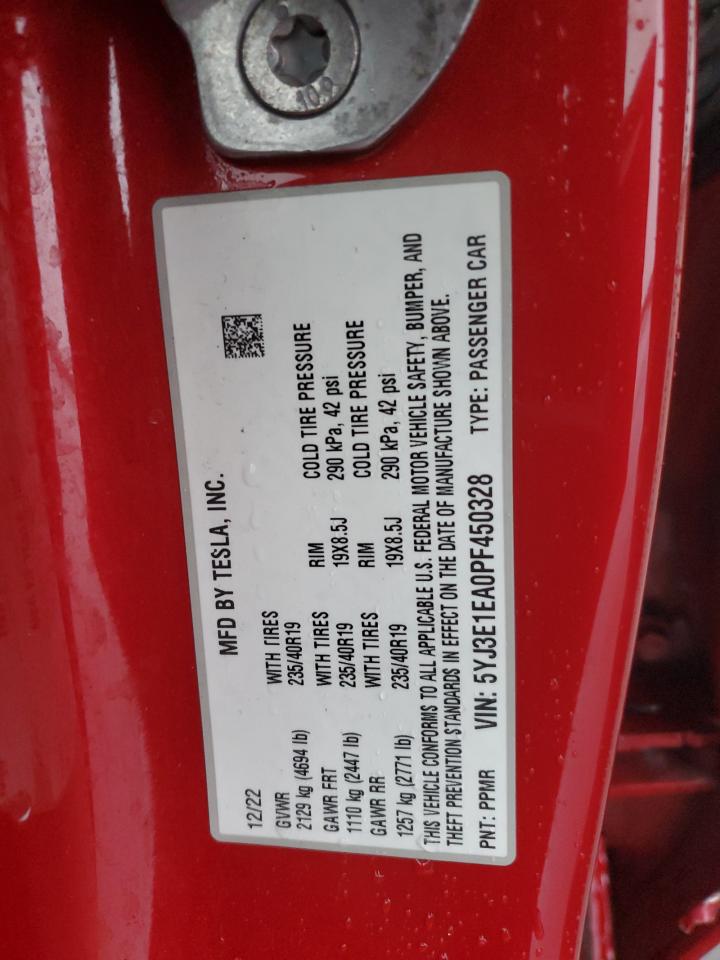 10.9
MFD BY TESLA, INC.
12/22
GVWR WITH TIRES RIM COLD TIRE PRESSURE
2129 kg (4694 lb) 235/40R19 19X8.5J 290 kPa, 42 psi
GAWR FRT WITH TIRES RIM COLD TIRE PRESSURE
1110 kg (2447 lb) 235/40R19 19X8.5J 290 kPa, 42 psi
GAWR RR WITH TIRES
1257 kg (2771 lb) 235/40R19
THIS VEHICLE CONFORMS TO ALL APPLICABLE U.S. FEDERAL MOTOR VEHICLE SAFETY, BUMPER, AND
THEFT PREVENTION STANDARDS IN EFFECT ON THE DATE OF MANUFACTURE SHOWN ABOVE.
PNT: PPMR VIN: 5YJ3E1EA0PF450328 TYPE: PASSENGER CAR